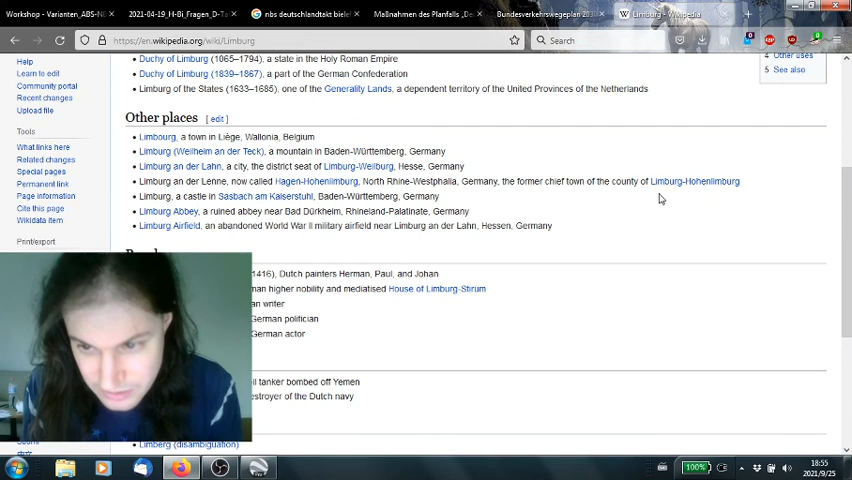 Workshop - Varianten_ABS-NE
2021-04-19_H-Bi_Fragen_D-Ta
nbs deutschlandtakt biele
Maßnahmen des Planfalls „De
Bundesverkehrswegeplan 2030
Limburg - Wikipedia
https://en.wikipedia.org/wiki/Limburg
Search
Help
Learn to edit
Community portal
Recent changes
Upload file
Tools
What links here
Related changes
Special pages
Permanent link
Page information
Cite this page
Wikidata item
Print/export
Duchy of Limburg (1065–1794), a state in the Holy Roman Empire
Duchy of Limburg (1839–1867), a part of the German Confederation
Limburg of the States (1633–1685), one of the Generality Lands, a dependent territory of the United Provinces of the Netherlands
4 Other uses
5 See also
Other places [ edit ]
Limbourg, a town in Liège, Wallonia, Belgium
Limburg (Weilheim an der Teck), a mountain in Baden-Württemberg, Germany
Limburg an der Lahn, a city, the district seat of Limburg-Weilburg, Hesse, Germany
Limburg an der Lenne, now called Hagen-Hohenlimburg, North Rhine-Westphalia, Germany, the former chief town of the county of Limburg-Hohenlimburg
Limburg, a castle in Sasbach am Kaiserstuhl, Baden-Württemberg, Germany
Limburg Abbey, a ruined abbey near Bad Dürkheim, Rhineland-Palatinate, Germany
Limburg Airfield, an abandoned World War II military airfield near Limburg an der Lahn, Hessen, Germany
1416), Dutch painters Herman, Paul, and Johan
man higher nobility and mediatised House of Limburg-Stirum
an writer
German politician
German actor
oil tanker bombed off Yemen
estroyer of the Dutch navy
Limberg (disambiguation)
中文
100%
18:55
2021/9/25